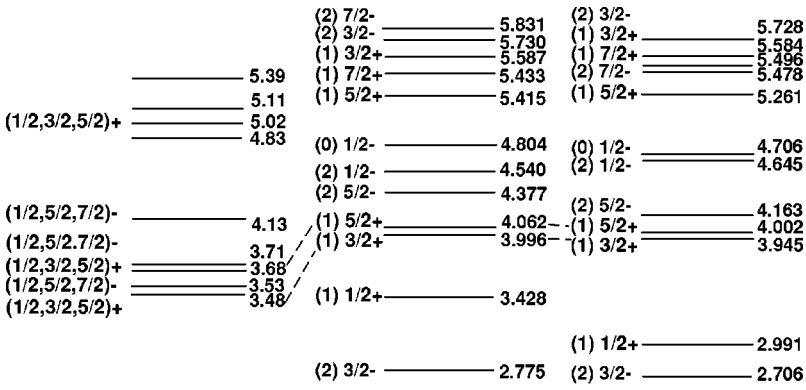 5.39
5.11
(1/2,3/2,5/2)+ 5.02
4.83
(1/2,5/2,7/2)- 4.13
(1/2,5/2.7/2)- 3.71
(1/2,3/2,5/2)+ 3.68
(1/2,5/2,7/2)- 3.53
(1/2,3/2,5/2)+ 3.48
(2) 7/2- 5.831
(2) 3/2- 5.730
(1) 3/2+ 5.587
(1) 7/2+ 5.433
(1) 5/2+ 5.415
(0) 1/2- 4.804
(2) 1/2- 4.540
(2) 5/2- 4.377
(1) 5/2+ 4.062
(1) 3/2+ 3.996
(1) 1/2+ 3.428
(2) 3/2- 2.775
(2) 3/2- 5.728
(1) 3/2+ 5.584
(1) 7/2+ 5.496
(2) 7/2- 5.478
(1) 5/2+ 5.261
(0) 1/2- 4.706
(2) 1/2- 4.645
(2) 5/2- 4.163
(1) 5/2+ 4.002
(1) 3/2+ 3.945
(1) 1/2+ 2.991
(2) 3/2- 2.706